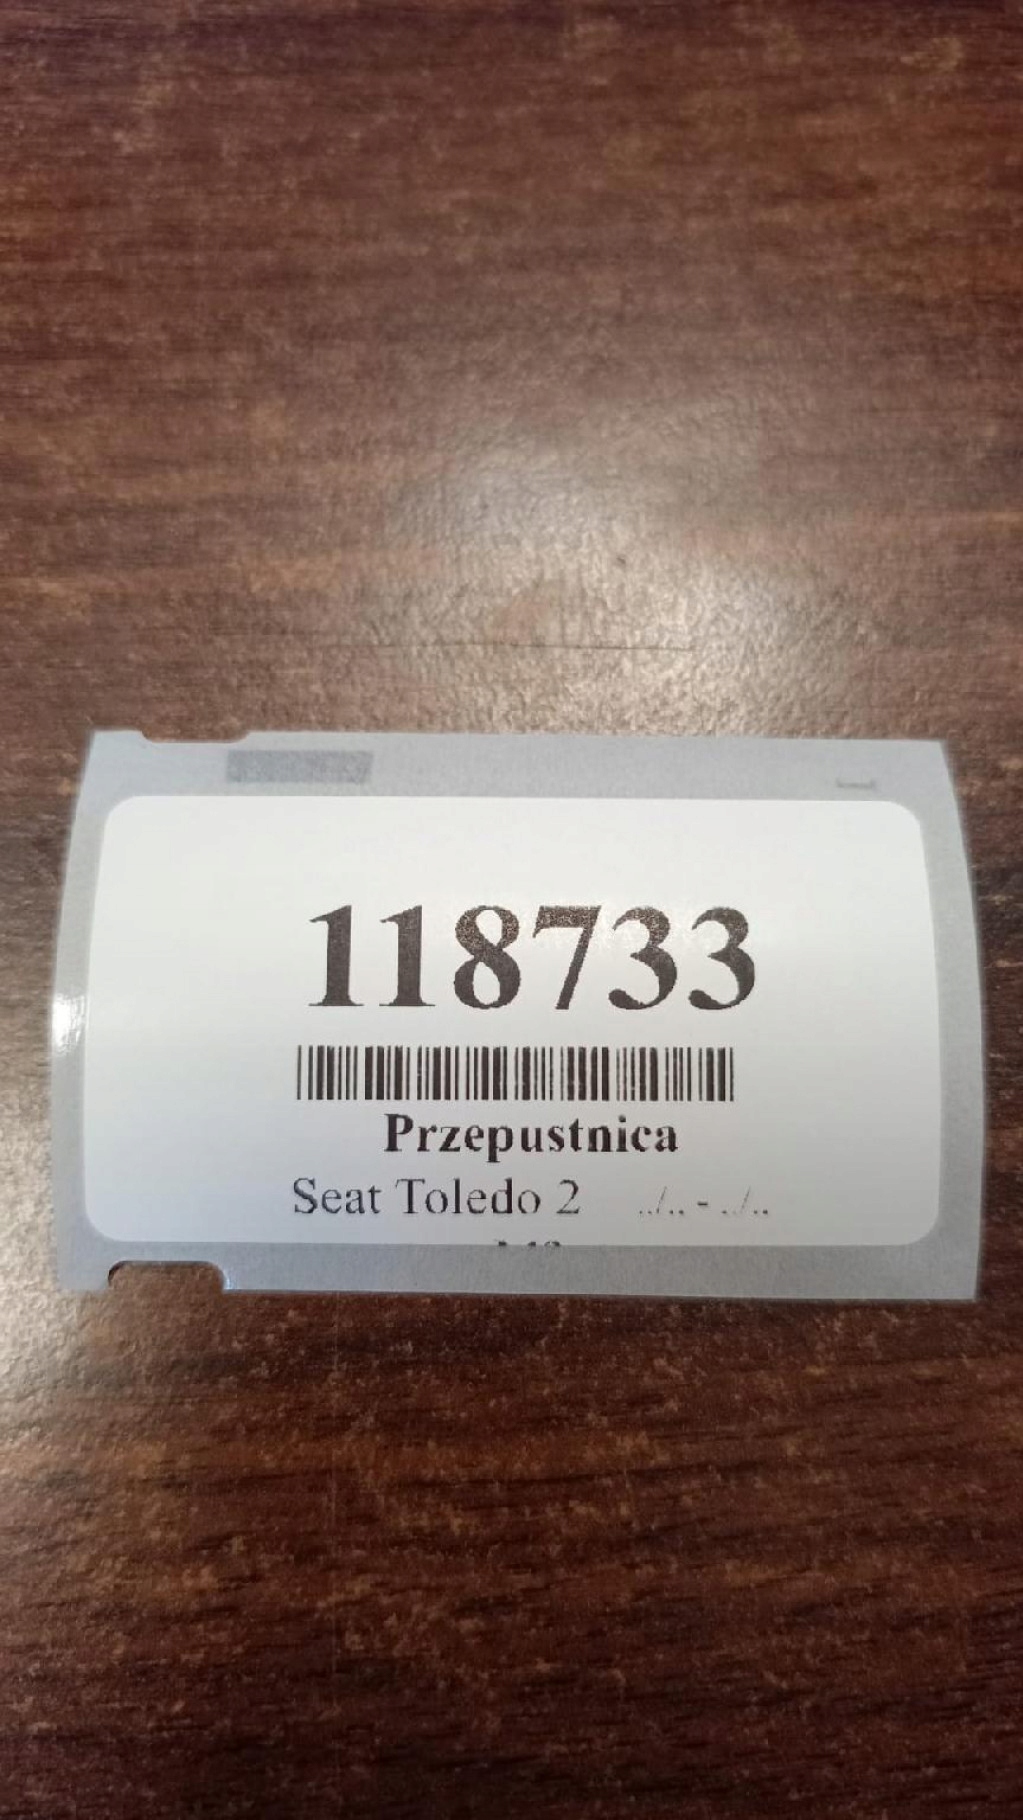 118733
Przepustnica
Seat Toledo 2 ../.. - ../..